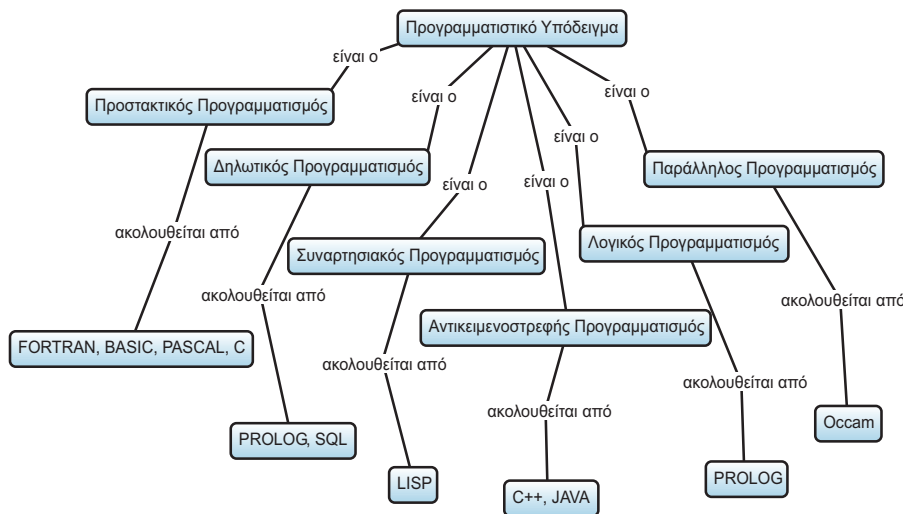 Προγραμματιστικό Υπόδειγμα
είναι ο
Προστακτικός Προγραμματισμός
είναι ο
είναι ο
είναι ο
Δηλωτικός Προγραμματισμός
Παράλληλος Προγραμματισμός
είναι ο
είναι ο
ακολουθείται από
Συναρτησιακός Προγραμματισμός
Λογικός Προγραμματισμός
ακολουθείται από
ακολουθείται από
Αντικειμενοστρεφής Προγραμματισμός
FORTRAN, BASIC, PASCAL, C
ακολουθείται από
ακολουθείται από
ακολουθείται από
Occam
PROLOG, SQL
LISP
PROLOG
C++, JAVA